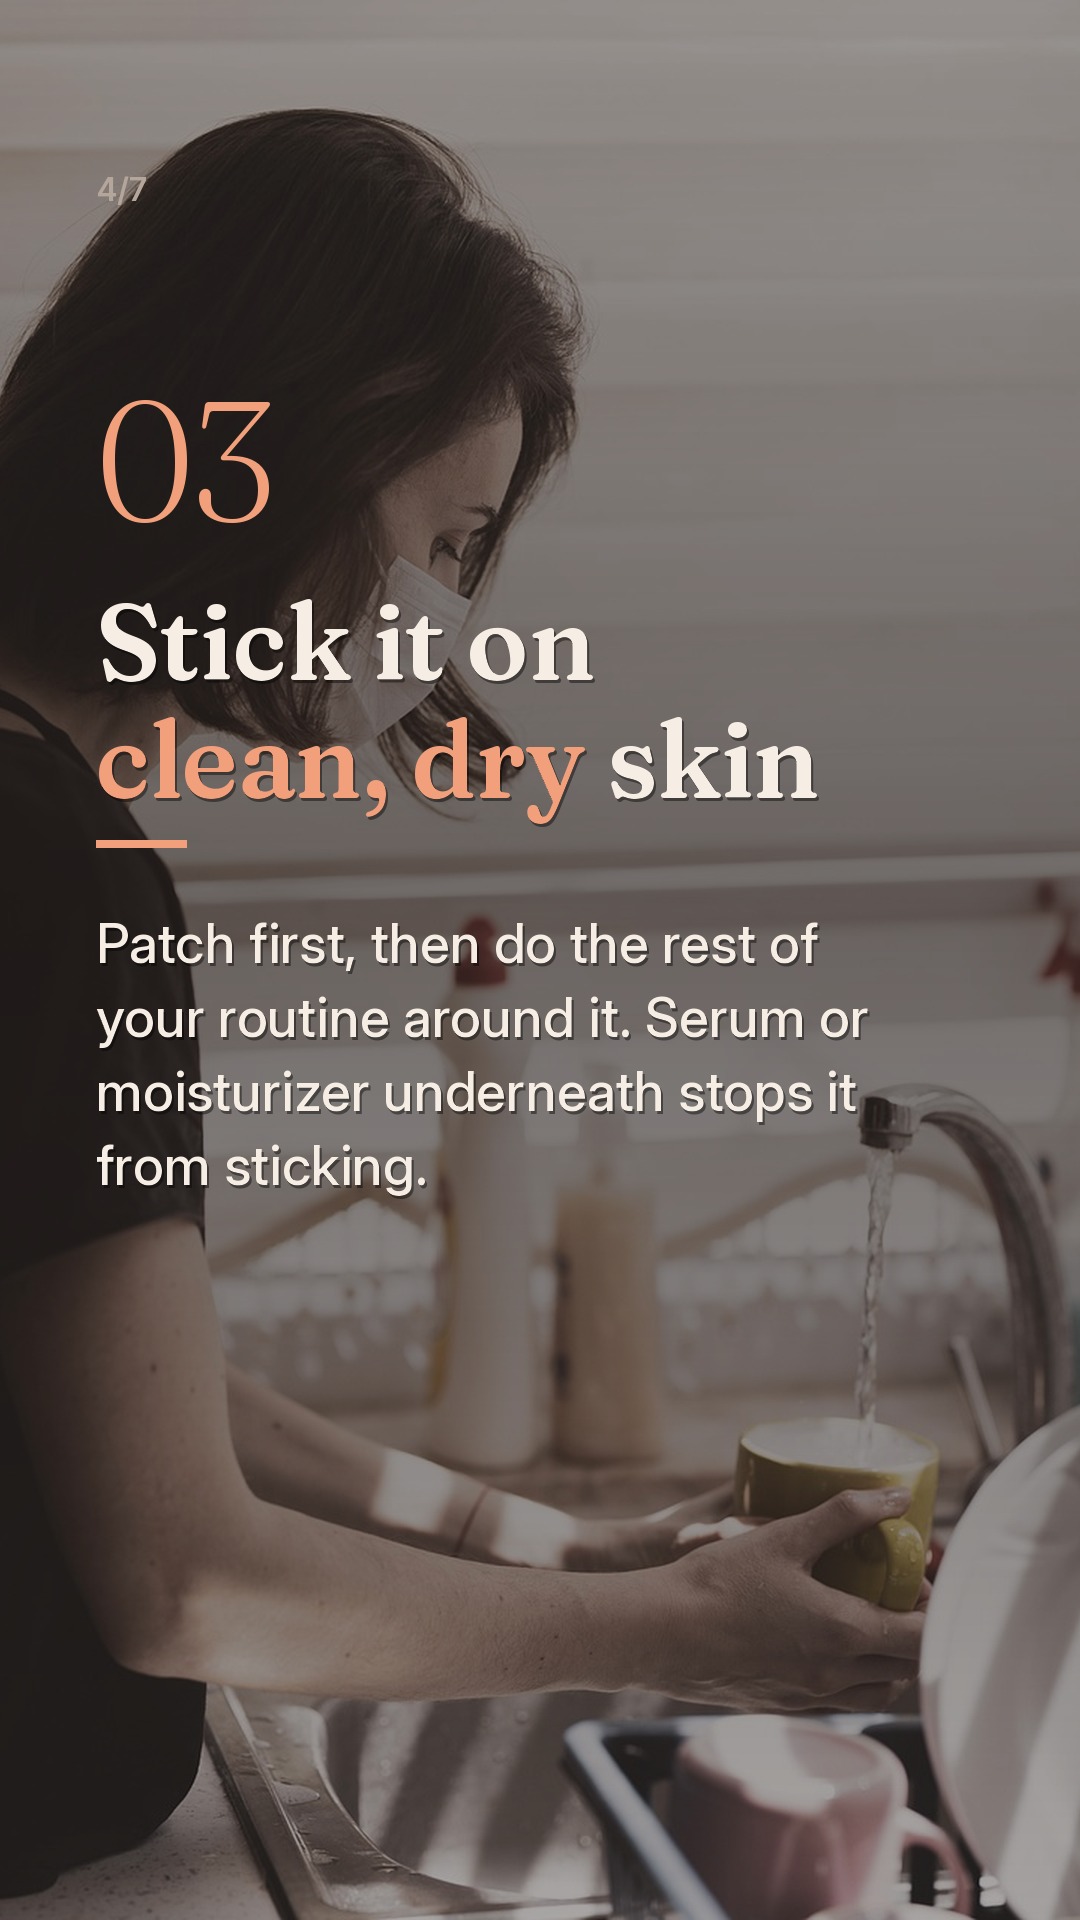 4/7
03
Stick it on
clean, dry skin
Patch first, then do the rest of
your routine around it. Serum or
moisturizer underneath stops it
from sticking.